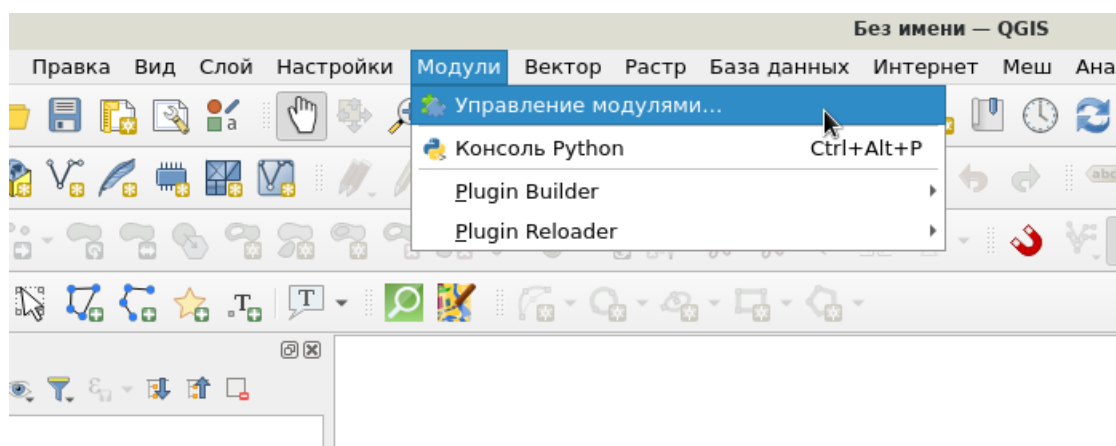 Без имени — QGIS
Правка Вид Слой Настройки Модули Вектор Растр База данных Интернет Меш Ана
a
Управление модулями...
Консоль Python Ctrl+Alt+P
Plugin Builder
abc
Plugin Reloader
T T
ε